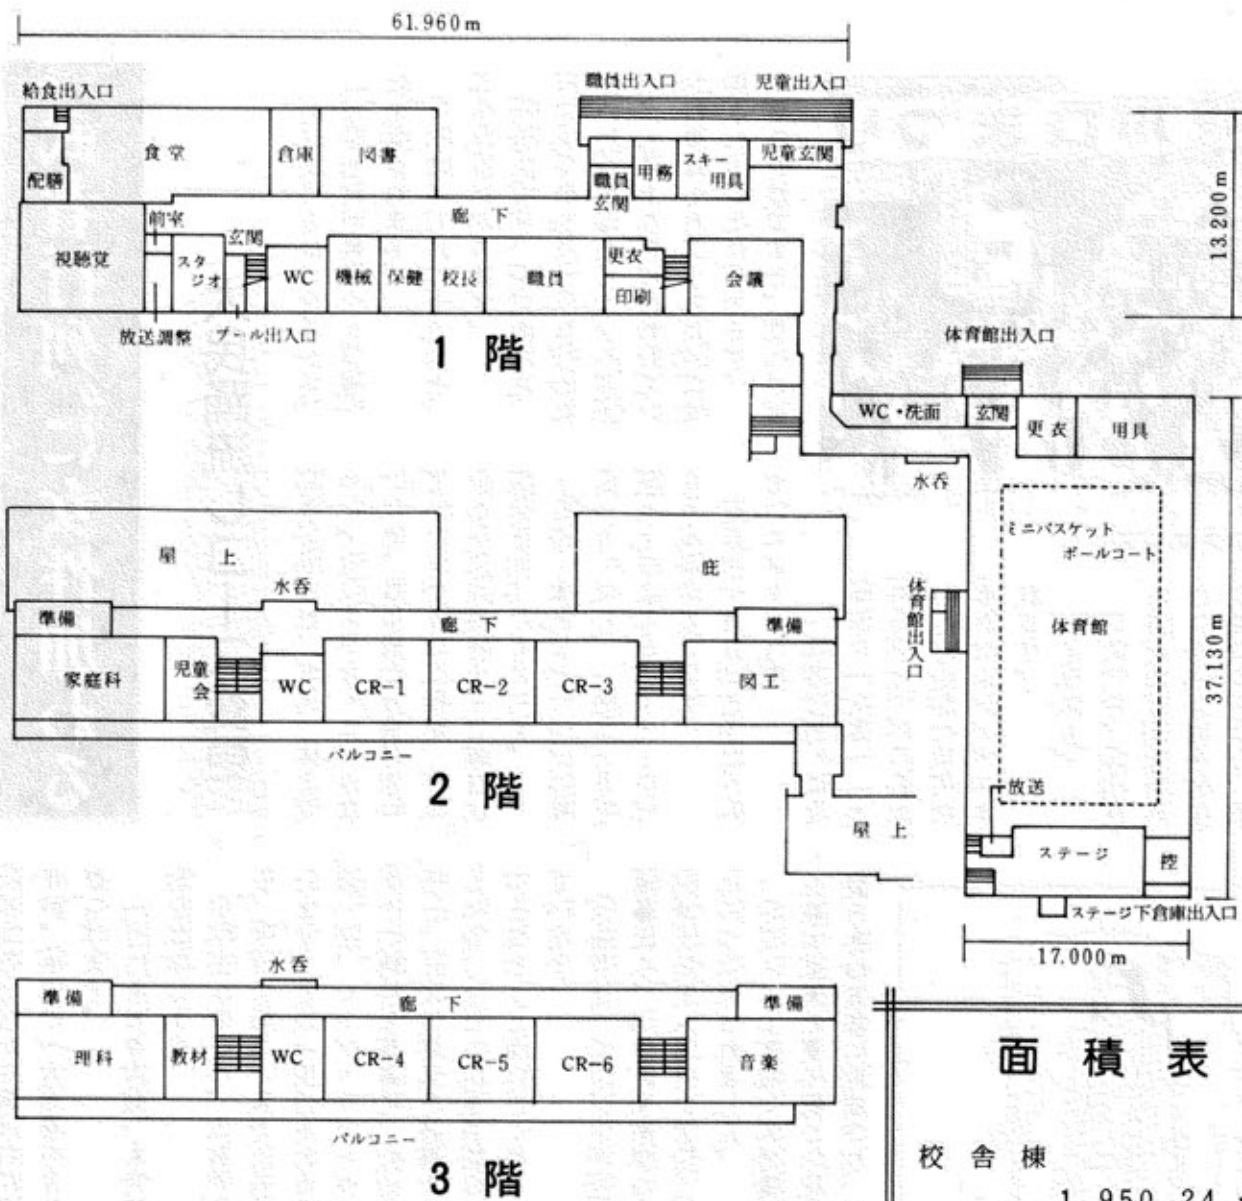 61.960m
給食出入口
職員出入口
児童出入口
食堂
倉庫
図書
配膳
職員
玄関
用務
スキー
用具
児童玄関
13.200m
前室
廊下
視聴覚
スタ
ジオ
玄関
WC
機械
保健
校長
職員
更衣
印刷
会議
放送調整
プール出入口
1階
体育館出入口
WC・洗面
玄関
更衣
用具
水呑
ミニバスケット
ボールコート
屋上
水呑
庇
準備
廊下
準備
体育館出入口
体育館
37.130m
家庭科
児童
会
WC
CR-1
CR-2
CR-3
図工
バルコニー
2階
屋上
放送
ステージ
控
ステージ下倉庫出入口
17.000m
水呑
準備
廊下
準備
理科
教材
WC
CR-4
CR-5
CR-6
音楽
バルコニー
3階
面積表
校舎棟
1,950.24